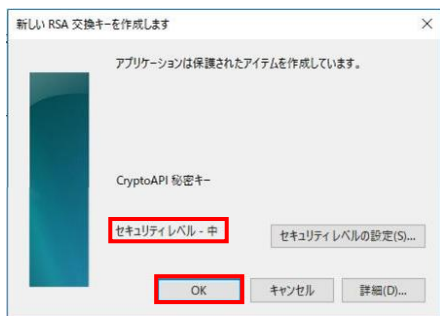 新しい RSA 交換キーを作成します
アプリケーションは保護されたアイテムを作成しています。
CryptoAPI 秘密キー
セキュリティ レベル - 中
セキュリティ レベルの設定(S)...
OK
キャンセル
詳細(D)...